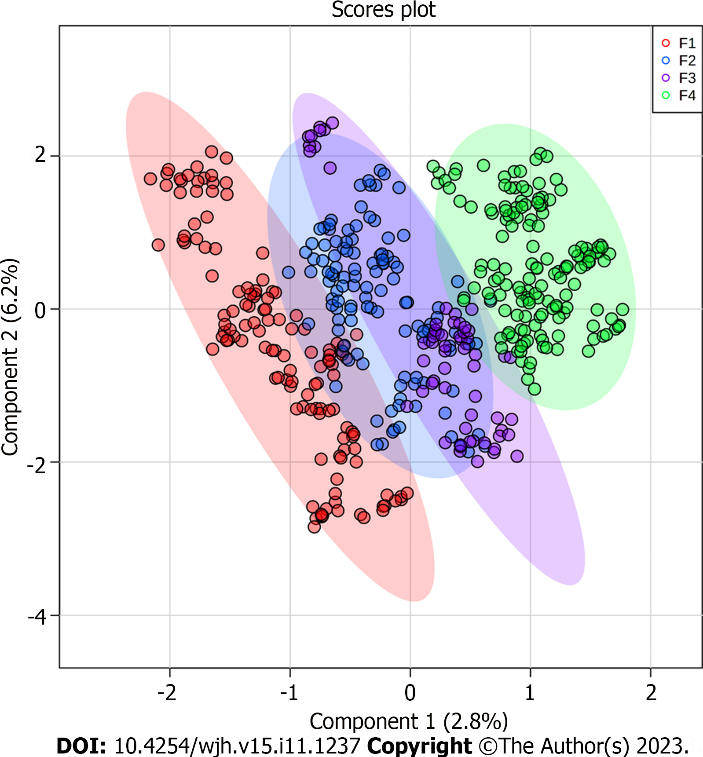 Scores plot
F1
F2
F3
F4
2
0
-2
-4
Component 2 (6.2%)
-2 -1 0 1 2
Component 1 (2.8%)
DOI: 10.4254/wjh.v15.i11.1237 Copyright ©The Author(s) 2023.